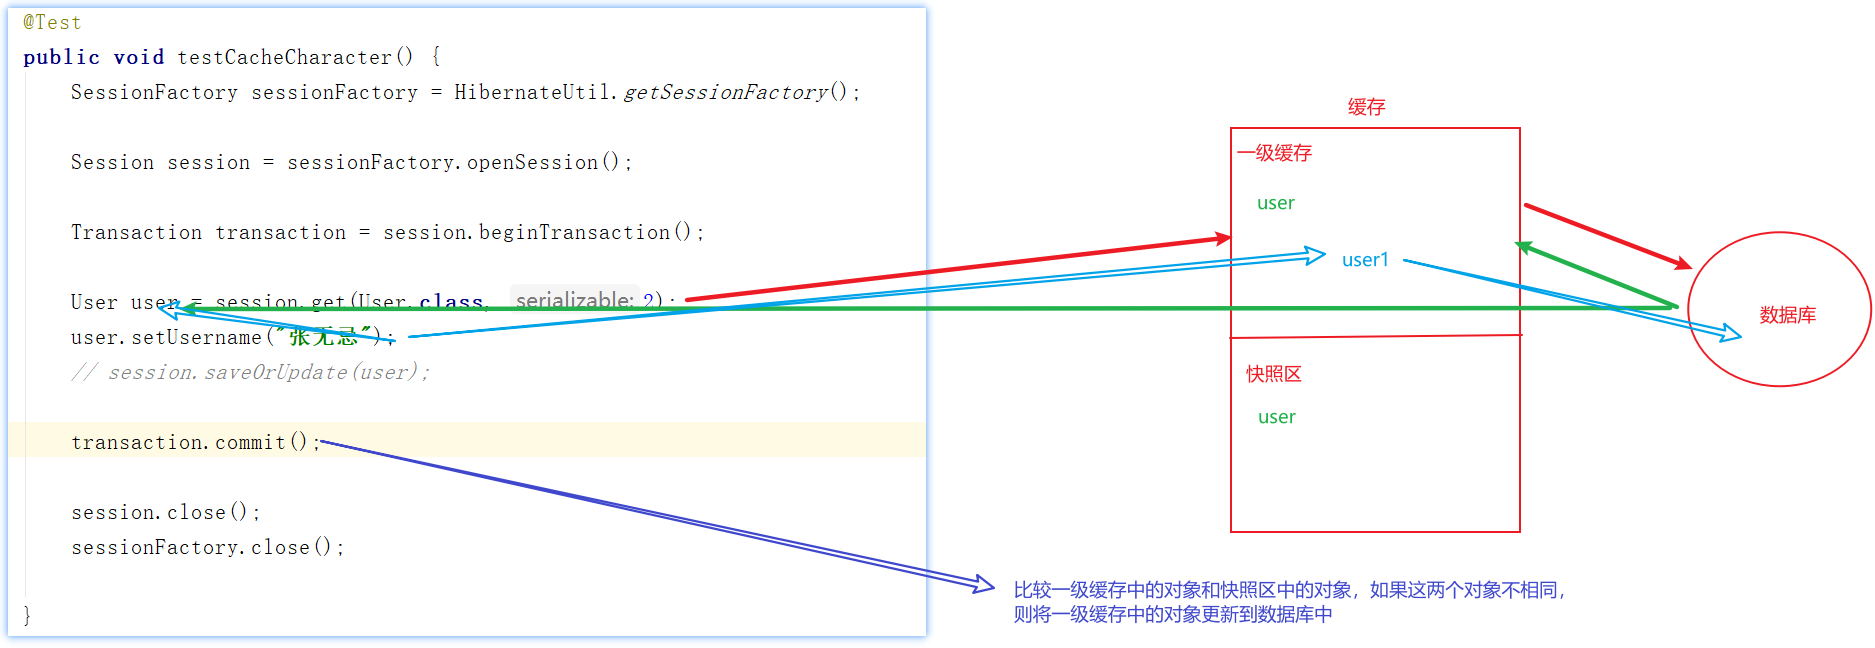 @Test
public void testCacheCharacter() {
SessionFactory sessionFactory = HibernateUtil.getSessionFactory();
Session session = sessionFactory.openSession();
Transaction transaction = session.beginTransaction();
User user = session.get(User.class, serializable: 2);
user.setUsername("张无忌");
// session.saveOrUpdate(user);
transaction.commit();
session.close();
sessionFactory.close();
}
缓存
一级缓存
user
user1
快照区
user
数据库
比较一级缓存中的对象和快照区中的对象，如果这两个对象不相同，
则将一级缓存中的对象更新到数据库中